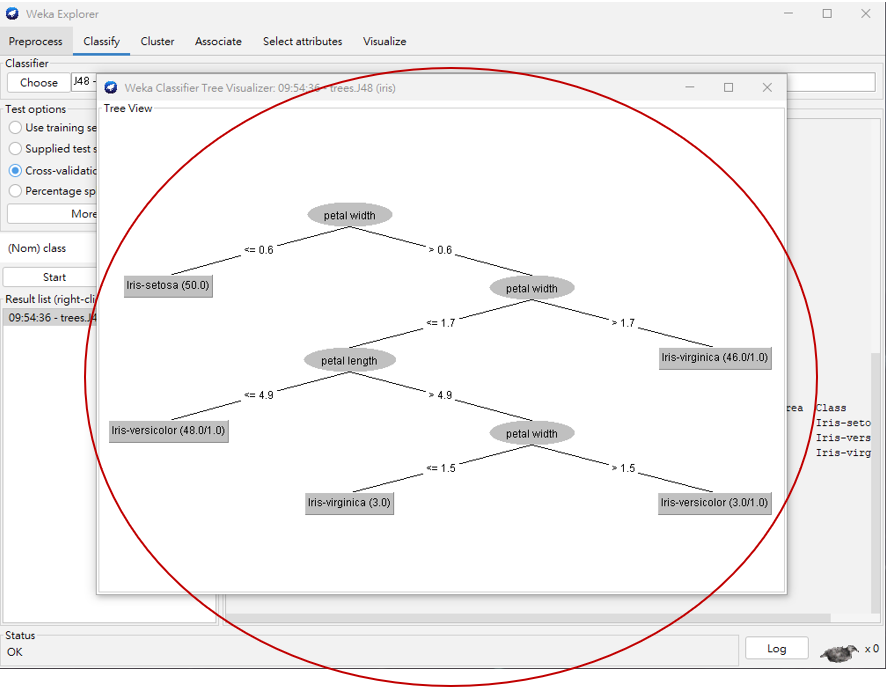 Weka Explorer
Preprocess Classify Cluster Associate Select attributes Visualize
Classifier
Choose J48 -
Weka Classifier Tree Visualizer: 09:54:36 - trees.J48 (iris)
Tree View
Test options
Use training se
Supplied test s
Cross-validatio
Percentage sp
More
(Nom) class
Start
Result list (right-cli
09:54:36 - trees.J4
petal width
<= 0.6 > 0.6
Iris-setosa (50.0) petal width
<= 1.7 > 1.7
petal length Iris-virginica (46.0/1.0)
<= 4.9 > 4.9
Iris-versicolor (48.0/1.0) petal width
<= 1.5 > 1.5
Iris-virginica (3.0) Iris-versicolor (3.0/1.0)
rea Class
Iris-seto
Iris-vers
Iris-virg
Status
OK
Log x 0